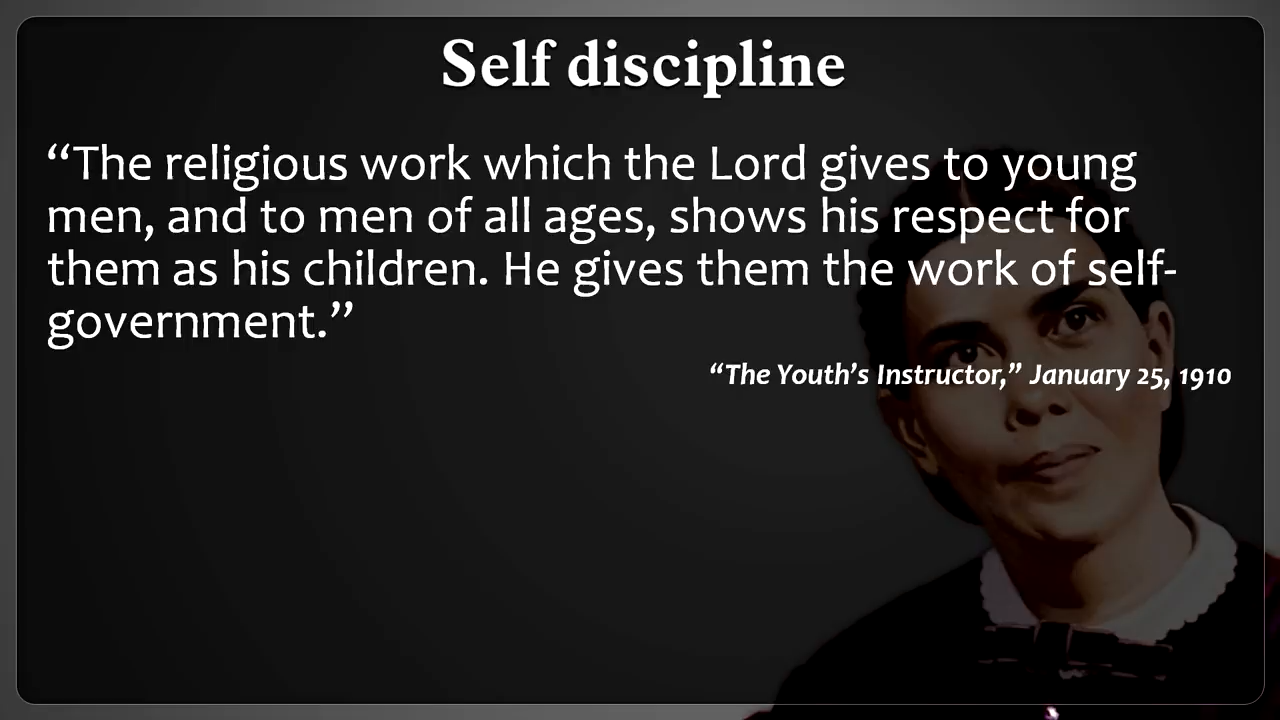 Self discipline
“The religious work which the Lord gives to young
men, and to men of all ages, shows his respect for
them as his children. He gives them the work of self-
government.”
“The Youth’s Instructor,” January 25, 1910